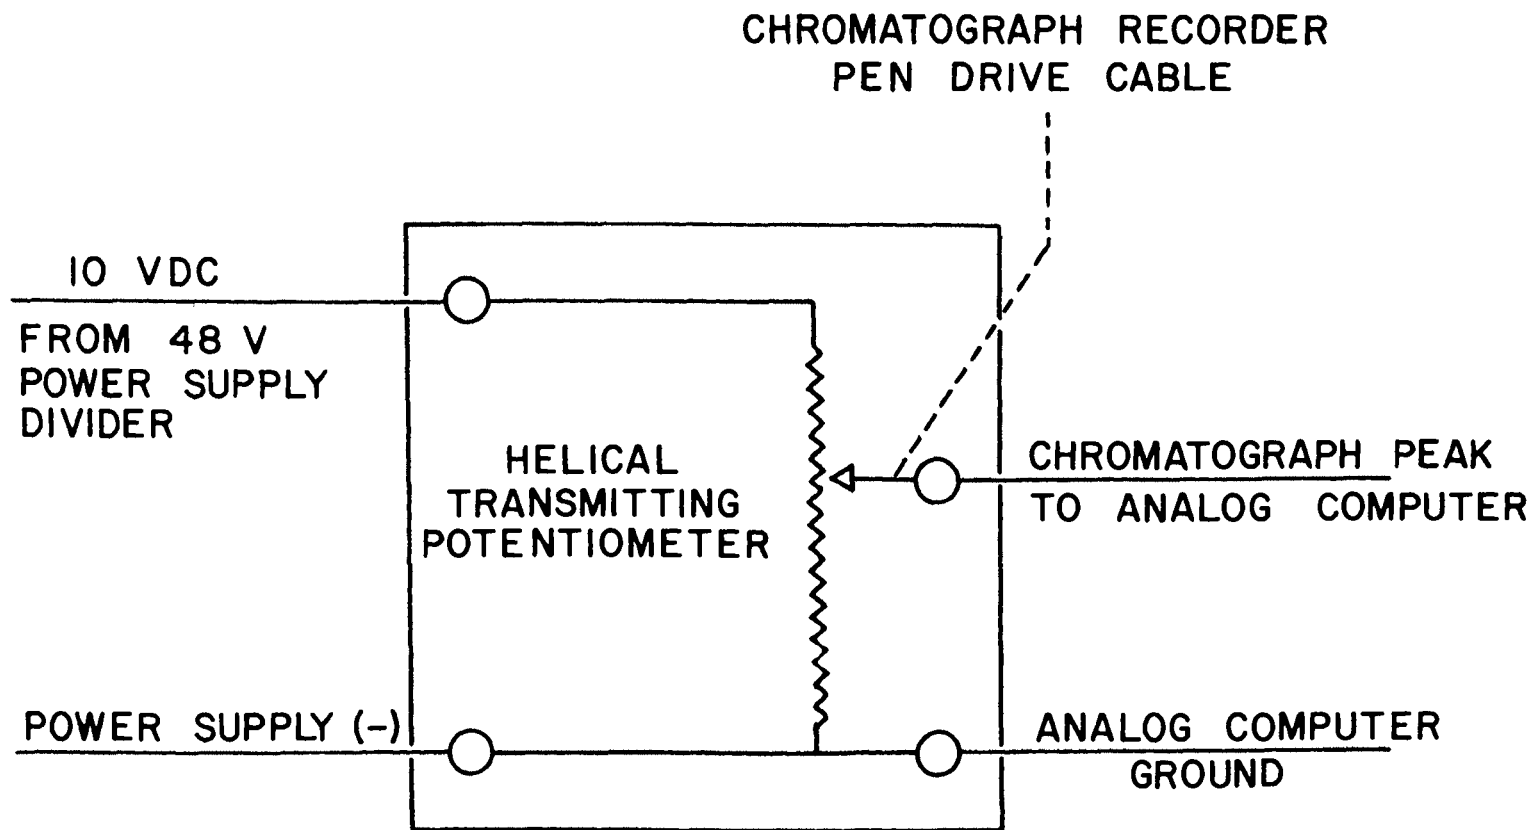 CHROMATOGRAPH RECORDER
PEN DRIVE CABLE
10 VDC
FROM 48 V
POWER SUPPLY
DIVIDER
HELICAL
TRANSMITTING
POTENTIOMETER
CHROMATOGRAPH PEAK
TO ANALOG COMPUTER
POWER SUPPLY (-)
ANALOG COMPUTER
GROUND